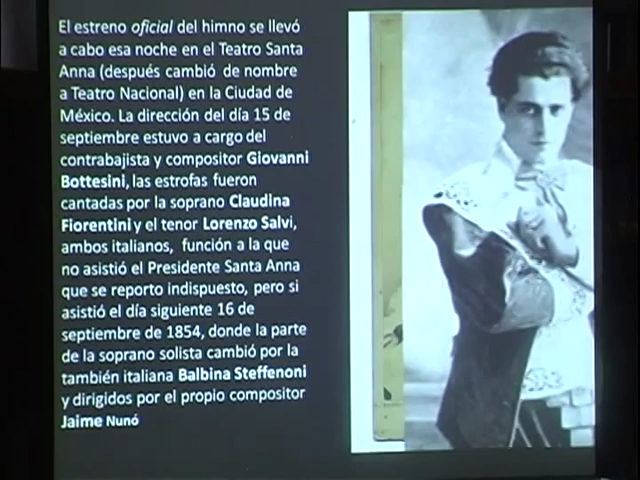 El estreno oficial del himno se llevó
a cabo esa noche en el Teatro Santa
Anna (después cambió de nombre
a Teatro Nacional) en la Ciudad de
México. La dirección del día 15 de
septiembre estuvo a cargo del
contrabajista y compositor Giovanni
Bottesini, las estrofas fueron
cantadas por la soprano Claudina
Fiorentini y el tenor Lorenzo Salvi,
ambos italianos, función a la que
no asistió el Presidente Santa Anna
que se reporto indispuesto, pero si
asistió el día siguiente 16 de
septiembre de 1854, donde la parte
de la soprano solista cambió por la
también italiana Balbina Steffenoni
y dirigidos por el propio compositor
Jaime Nunó